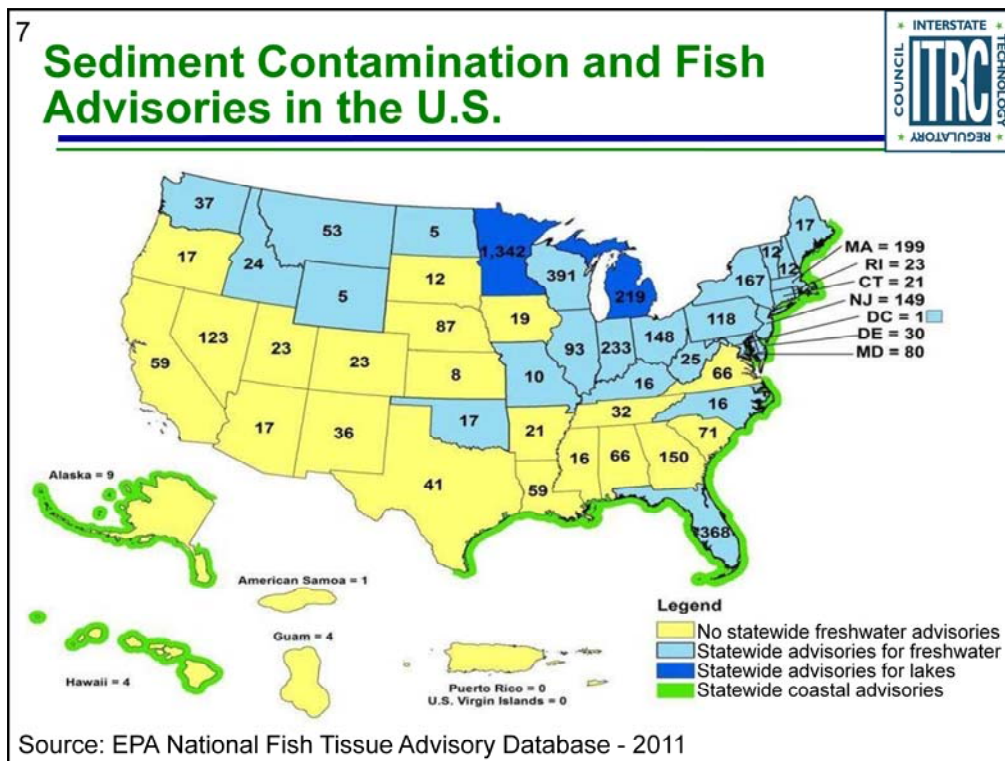 7
Sediment Contamination and Fish
Advisories in the U.S.
★ INTERSTATE ★
COUNCIL
ITRC
TECHNOLOGY
★ REGULATORY ★
37
53
5
1,342
17
24
5
12
391
219
167
12
12
17
MA = 199
RI = 23
CT = 21
NJ = 149
DC = 1
DE = 30
MD = 80
59
123
23
23
87
19
93
233
148
118
25
66
8
10
16
17
36
17
21
32
16
71
41
59
16
66
150
368
Alaska = 9
American Samoa = 1
Guam = 4
Hawaii = 4
Puerto Rico = 0
U.S. Virgin Islands = 0
Legend
No statewide freshwater advisories
Statewide advisories for freshwater
Statewide advisories for lakes
Statewide coastal advisories
Source: EPA National Fish Tissue Advisory Database - 2011